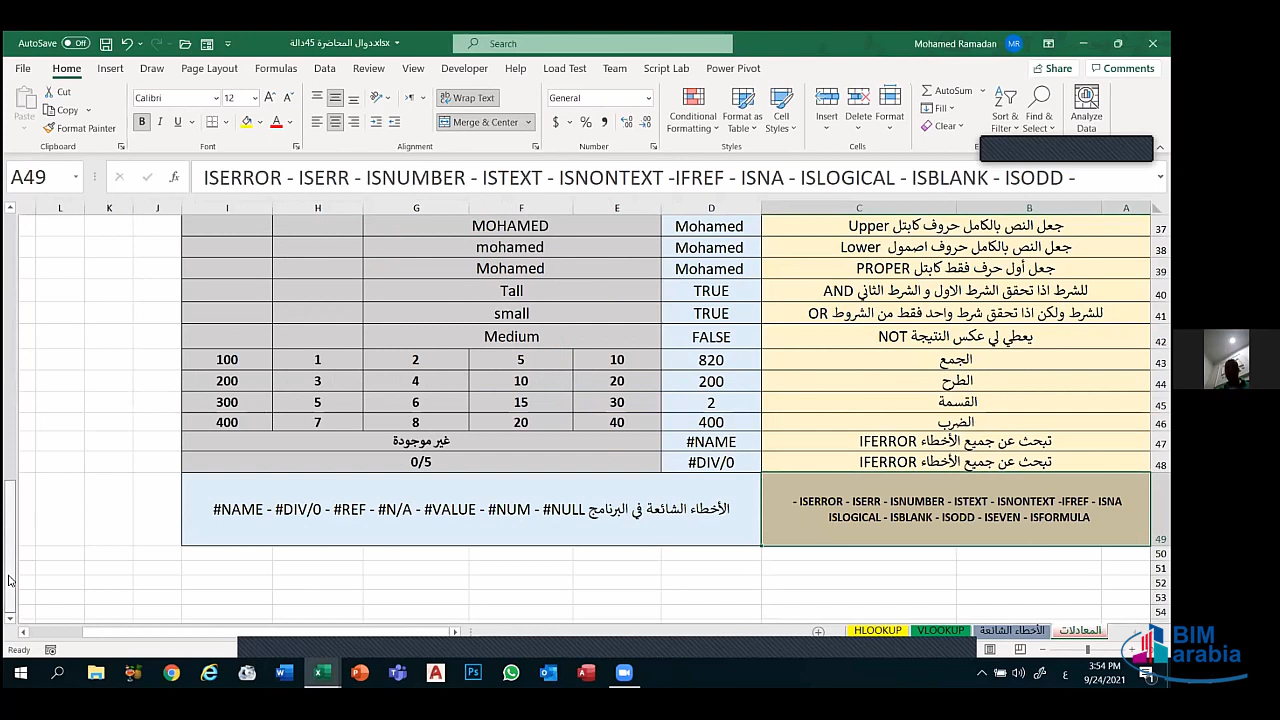 AutoSave Off دوال المحاضرة 45دالة.xlsx Search Mohamed Ramadan MR
File Home Insert Draw Page Layout Formulas Data Review View Developer Help Load Test Team Script Lab Power Pivot Share Comments
Cut
Copy
Format Painter
Paste
Clipboard
Calibri 12
A A
B I U A
Font
Wrap Text
Merge & Center
Alignment
General
$ % ,
Number
Conditional Formatting
Format as Table
Cell Styles
Styles
Insert Delete Format
Cells
AutoSum
Fill
Clear
Sort & Filter
Find & Select
Analyze Data
A49 fx ISERROR - ISERR - ISNUMBER - ISTEXT - ISNONTEXT -IFREF - ISNA - ISLOGICAL - ISBLANK - ISODD -
L K J I H G F E D C B A
MOHAMED Mohamed جعل النص بالكامل حروف كابتل Upper 37
mohamed Mohamed جعل النص بالكامل حروف اصمول Lower 38
Mohamed Mohamed جعل أول حرف فقط كابتل PROPER 39
Tall TRUE للشرط اذا تحقق الشرط الاول و الشرط الثاني AND 40
small TRUE للشرط ولكن اذا تحقق شرط واحد فقط من الشروط OR 41
Medium FALSE يعطي لي عكس النتيجة NOT 42
100 1 2 5 10 820 الجمع 43
200 3 4 10 20 200 الطرح 44
300 5 6 15 30 2 القسمة 45
400 7 8 20 40 400 الضرب 46
غير موجودة #NAME تبحث عن جميع الأخطاء IFERROR 47
0/5 #DIV/0 تبحث عن جميع الأخطاء IFERROR 48
الأخطاء الشائعة في البرنامج #NAME - #DIV/0 - #REF - #N/A - #VALUE - #NUM - #NULL
- ISERROR - ISERR - ISNUMBER - ISTEXT - ISNONTEXT -IFREF - ISNA
ISLOGICAL - ISBLANK - ISODD - ISEVEN - ISFORMULA
49
50
51
52
53
54
HLOOKUP VLOOKUP الأخطاء الشائعة المعادلات
Ready
BIM
arabia
3:54 PM
9/24/2021
ع
1